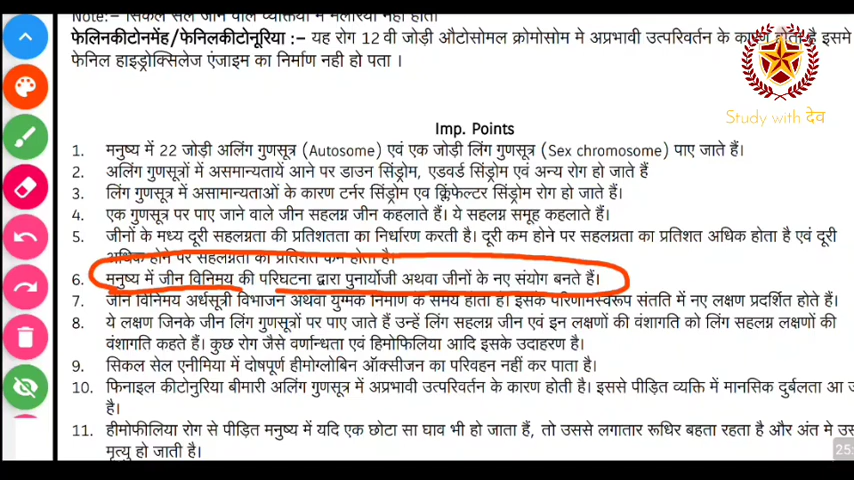 Note:- सिकल सेल जीन वाले व्यक्तियों में मलेरिया नहीं होता
फेलिनकीटोनमेंह/फेनिलकीटोनूरिया :– यह रोग 12 वी जोड़ी ऑटोसोमल क्रोमोसोम मे अप्रभावी उत्परिवर्तन के कारण होता है इसमे
फेनिल हाइड्रोक्सिलेज एंजाइम का निर्माण नही हो पता ।
Study with देव
Imp. Points
1. मनुष्य में 22 जोड़ी अलिंग गुणसूत्र (Autosome) एवं एक जोड़ी लिंग गुणसूत्र (Sex chromosome) पाए जाते हैं।
2. अलिंग गुणसूत्रों में असमान्यतायें आने पर डाउन सिंड्रोम, एडवर्ड सिंड्रोम एवं अन्य रोग हो जाते हैं
3. लिंग गुणसूत्र में असामान्यताओं के कारण टर्नर सिंड्रोम एव क्लिंफेल्टर सिंड्रोम रोग हो जाते हैं।
4. एक गुणसूत्र पर पाए जाने वाले जीन सहलग्न जीन कहलाते हैं। ये सहलग्न समूह कहलाते हैं।
5. जीनों के मध्य दूरी सहलग्नता की प्रतिशतता का निर्धारण करती है। दूरी कम होने पर सहलग्नता का प्रतिशत अधिक होता है एवं दूरी
अधिक होने पर सहलग्नता का प्रतिशत कम होता है।
6. मनुष्य में जीन विनिमय की परिघटना द्वारा पुनार्योजी अथवा जीनों के नए संयोग बनते हैं।
7. जीन विनिमय अर्धसूत्री विभाजन अथवा युग्मक निर्माण के समय होता है। इसके परिणामस्वरूप संतति में नए लक्षण प्रदर्शित होते हैं।
8. ये लक्षण जिनके जीन लिंग गुणसूत्रों पर पाए जाते हैं उन्हें लिंग सहलग्न जीन एवं इन लक्षणों की वंशागति को लिंग सहलग्न लक्षणों की
वंशागति कहते हैं। कुछ रोग जैसे वर्णान्धता एवं हिमोफीलिया आदि इसके उदाहरण है।
9. सिकल सेल एनीमिया में दोषपूर्ण हीमोग्लोबिन ऑक्सीजन का परिवहन नहीं कर पाता है।
10. फिनाइल कीटोनुरिया बीमारी अलिंग गुणसूत्र में अप्रभावी उत्परिवर्तन के कारण होती है। इससे पीड़ित व्यक्ति में मानसिक दुर्बलता आ
है।
11. हीमोफीलिया रोग से पीड़ित मनुष्य में यदि एक छोटा सा घाव भी हो जाता हैं, तो उससे लगातार रूधिर बहता रहता है और अंत मे उस
मृत्यु हो जाती है।